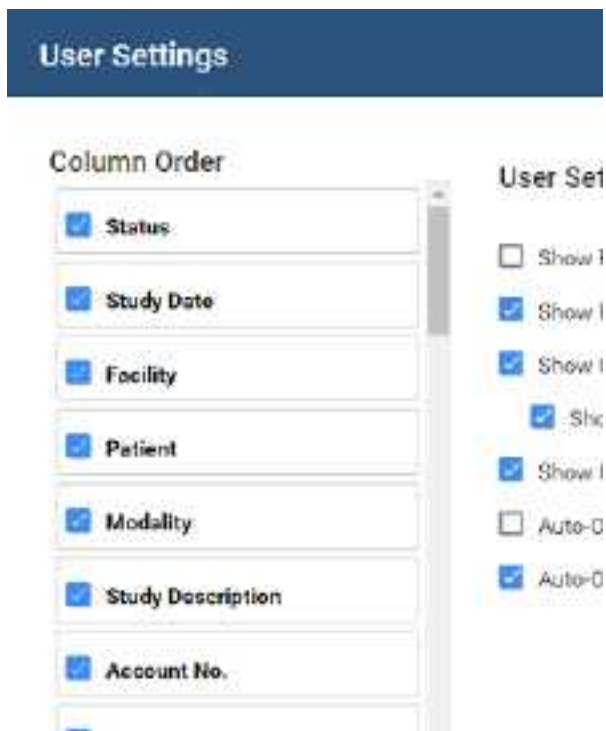 User Settings
Column Order
Status
Study Date
Facility
Patient
Modality
Study Description
Account No.
User Set
Show
Show
Show
Sho
Show
Auto-O
Auto-O